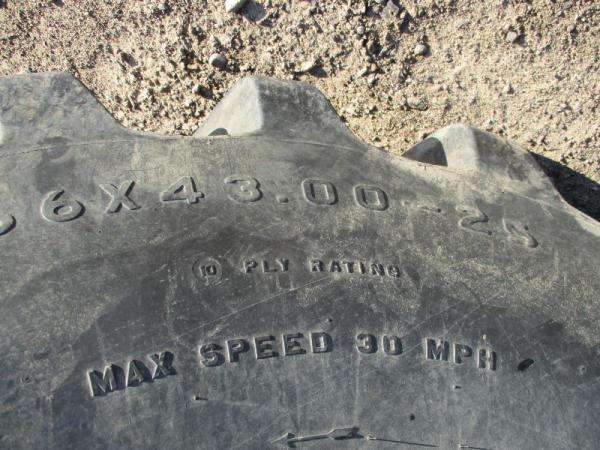 6X43.00-25
10 PLY RATING
MAX SPEED 30 MPH